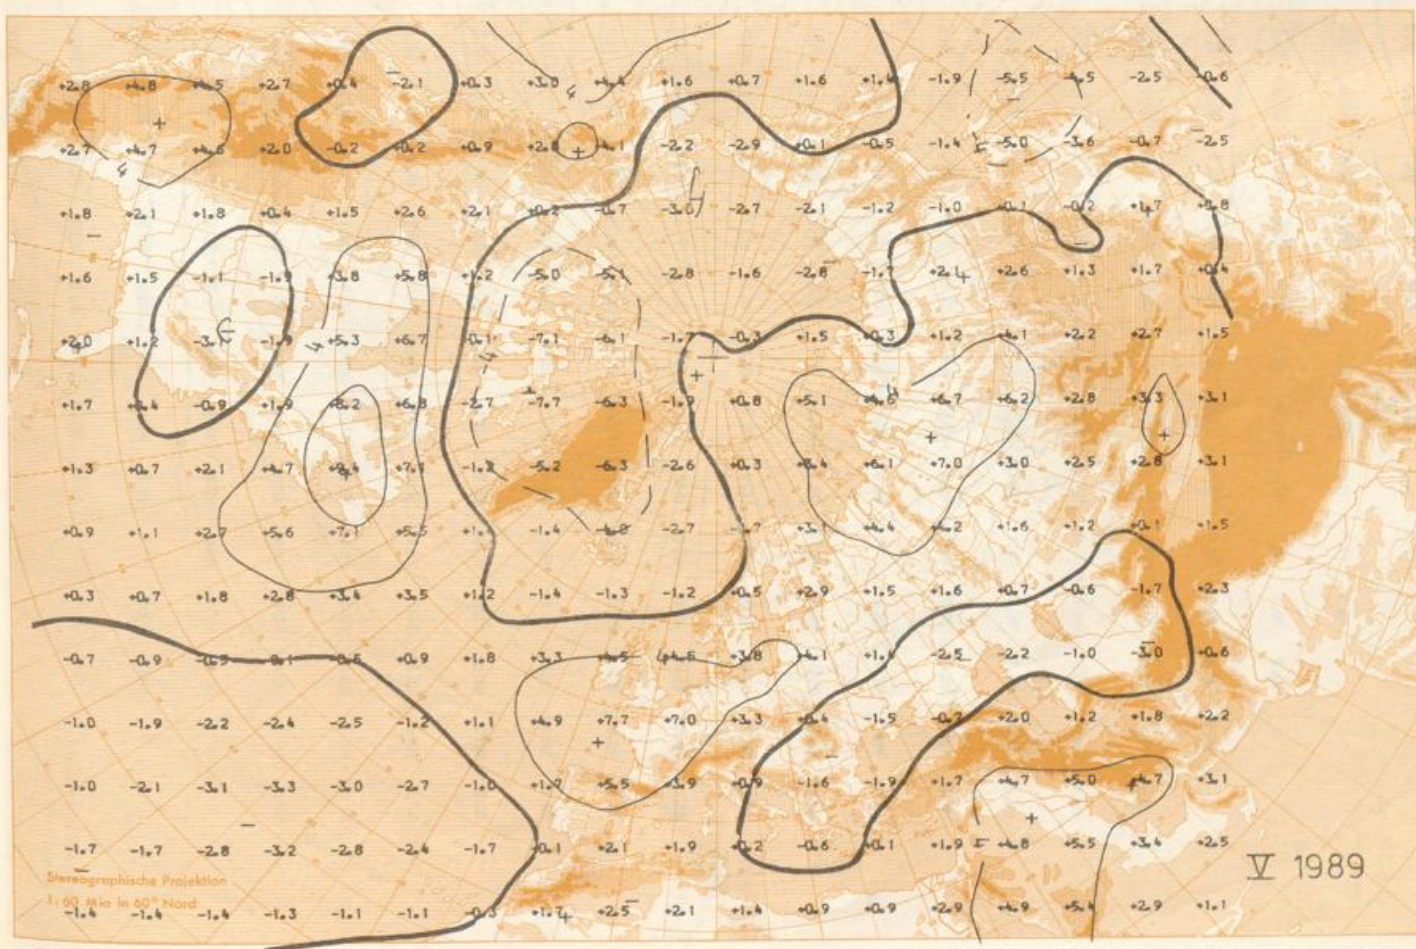 +2.8 +4.8 +4.5 +2.7 +0.4 -2.1 +0.3 +3.0 +4.4 +1.6 +0.7 +1.6 -1.9 -5.5 -4.5 -2.5 -0.6
4
+2.7 +4.7 +4.6 +2.0 -0.2 +0.2 +0.9 +4.1 -2.2 -2.9 +0.1 -0.5 -1.4 -5.0 -3.6 -0.7 -2.5
4
+1.8 +2.1 +1.8 +0.4 +1.5 +2.6 +2.1 +0.2 -0.7 -2.7 -2.1 -1.2 -1.0 +0.1 -0.2 +1.7
+1.6 +1.5 -1.1 -1.9 +3.8 +5.8 +1.2 -5.0 -5.1 -2.8 -1.6 -2.8 -1.7 +2.4 +2.6 +1.3 +1.7 +0.4
+2.0 +1.2 -1.9 +5.3 +6.7 -7.1 -6.1 -1.7 -0.3 +1.5 +0.3 +1.2 +4.1 +2.2 +2.7 +1.5
4
-4
+1.7 +0.4 -0.9 +1.9 +8.2 +6.8 -2.7 -7.7 -6.3 -1.9 +0.8 +5.1 +6.7 +6.2 +2.8 +3.3 +3.1
+1.3 +0.7 +2.1 +4.7 +7.1 -1.2 -5.2 -6.3 -2.6 +0.3 +6.1 +7.0 +3.0 +2.5 +2.8 +3.1
+0.9 +1.1 +2.7 +5.6 +7.1 +5.5 -1.4 -4.8 -2.7 +3.1 +4.4 +4.2 +1.6 +1.2 +0.1 +1.5
+0.3 +0.7 +1.8 +2.8 +3.4 +3.5 +1.2 -1.4 -1.3 -1.2 +0.5 +2.9 +1.5 +1.6 +0.7 -0.6 -1.7 +2.3
-0.7 -0.9 +0.9 +1.8 +3.3 +4.5 +4.5 +3.8 +4.1 -2.2 -1.0 -3.0 +0.6
-1.0 -1.9 -2.2 -2.4 -2.5 -1.2 +1.1 +4.9 +7.7 +7.0 +3.3 +0.4 -1.5 -0.7 +2.0 +1.2 +1.8 +2.2
-1.0 -2.1 -3.1 -3.3 -3.0 -2.7 -1.0 +1.7 +5.5 +3.9 +0.9 -1.6 -1.9 +1.7 +4.7 +5.0 +4.7 +3.1
-1.7 -1.7 -2.8 -3.2 -2.8 -2.4 -1.7 +0.1 +2.1 +1.9 +0.2 -0.6 +0.1 +1.9 +4.8 +5.5 +3.4 +2.5
V 1989
Stereographische Projektion
1:60 Mio in 60° Nord
-1.4 -1.4 -1.4 -1.3 -1.1 -1.1 -0.3 +1.7 +2.5 +2.1 +1.4 +0.9 +0.9 +2.9 +4.9 +5.4 +2.9 +1.1